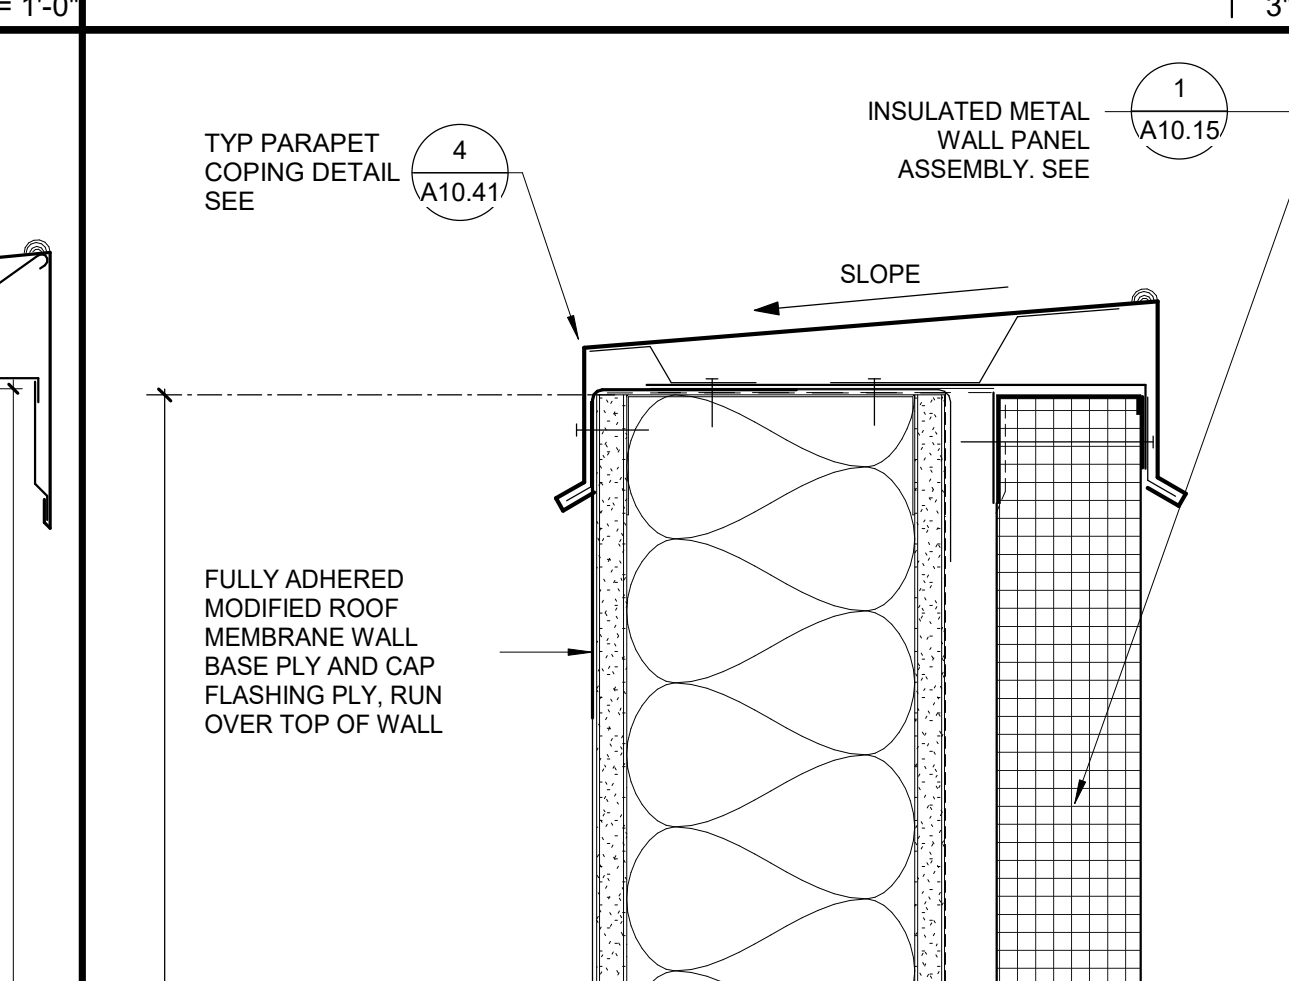 = 1'-0"
3"
TYP PARAPET
COPING DETAIL
SEE
4
A10.41
INSULATED METAL
WALL PANEL
ASSEMBLY. SEE
1
A10.15
SLOPE
FULLY ADHERED
MODIFIED ROOF
MEMBRANE WALL
BASE PLY AND CAP
FLASHING PLY, RUN
OVER TOP OF WALL